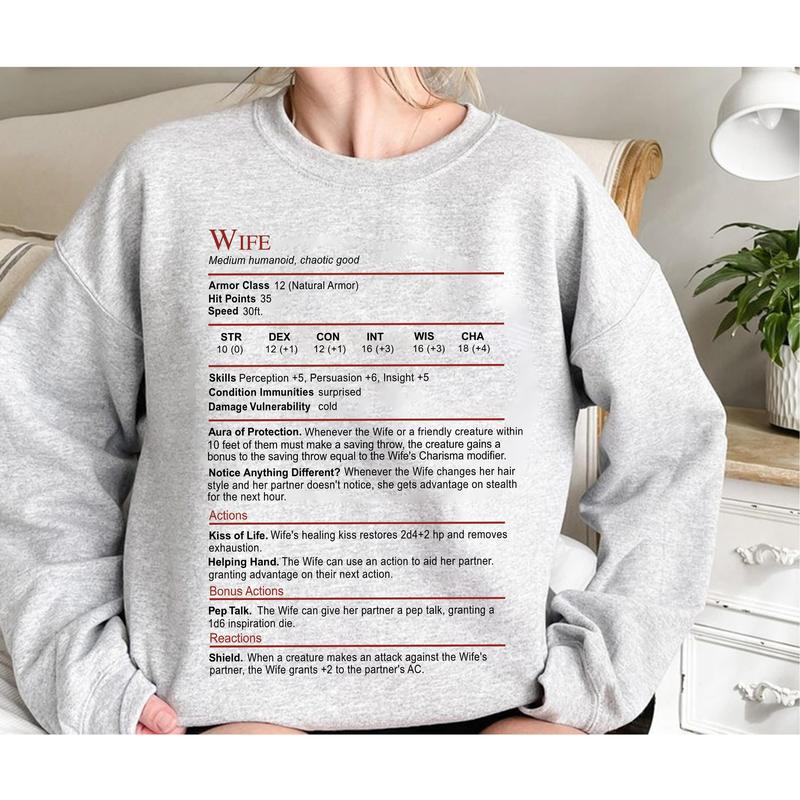 WIFE
Medium humanoid, chaotic good
Armor Class 12 (Natural Armor)
Hit Points 35
Speed 30ft.
STR DEX CON INT WIS CHA
10 (0) 12 (+1) 12 (+1) 16 (+3) 16 (+3) 18 (+4)
Skills Perception +5, Persuasion +6, Insight +5
Condition Immunities surprised
Damage Vulnerability cold
Aura of Protection. Whenever the Wife or a friendly creature within
10 feet of them must make a saving throw, the creature gains a
bonus to the saving throw equal to the Wife's Charisma modifier.
Notice Anything Different? Whenever the Wife changes her hair
style and her partner doesn't notice, she gets advantage on stealth
for the next hour.
Actions
Kiss of Life. Wife's healing kiss restores 2d4+2 hp and removes
exhaustion.
Helping Hand. The Wife can use an action to aid her partner.
granting advantage on their next action.
Bonus Actions
Pep Talk. The Wife can give her partner a pep talk, granting a
1d6 inspiration die.
Reactions
Shield. When a creature makes an attack against the Wife's
partner, the Wife grants +2 to the partner's AC.